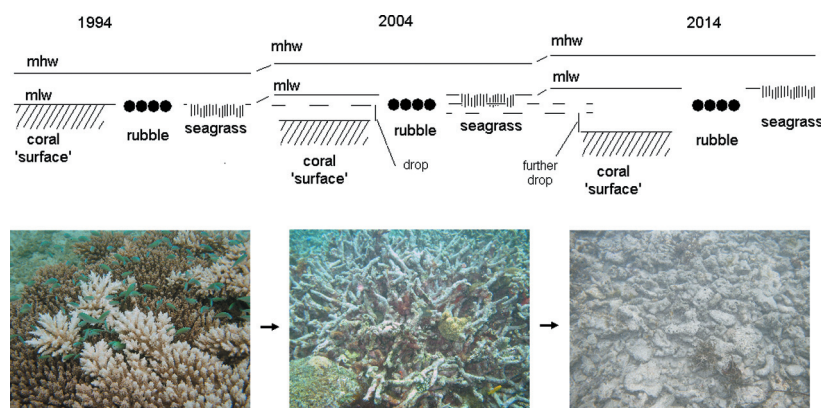 1994
2004
2014
mhw
mlw
coral
'surface'
rubble
seagrass
mhw
mlw
coral
'surface'
drop
rubble
seagrass
further
drop
mhw
mlw
coral
'surface'
rubble
seagrass